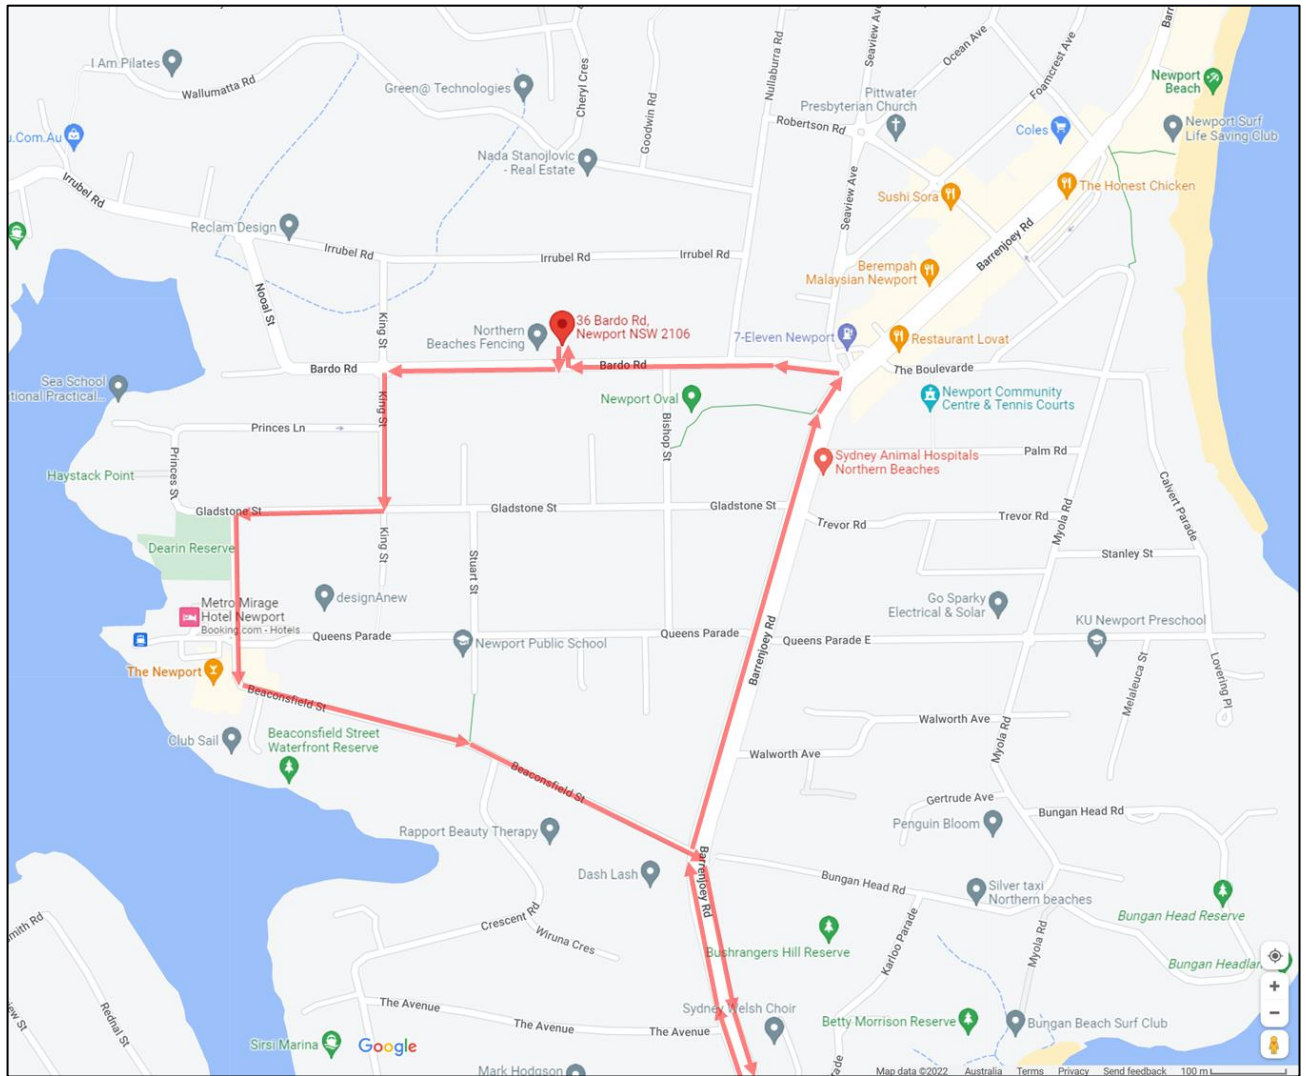 I Am Pilates
Wallumatta Rd
Green@ Technologies
Cheryl Cres
Goodwin Rd
Nullaburra Rd
Seaview Ave
Ocean Ave
Foamcrest Ave
Barr
Newport
Beach
Pittwater
Presbyterian Church
Robertson Rd
Coles
Newport Surf
Life Saving Club
u.Com.Au
Nada Stanojlovic
- Real Estate
Irrubel Rd
Seaview Ave
Sushi Sora
The Honest Chicken
Reclam Design
Irrubel Rd
Irrubel Rd
Irrubel Rd
Barrenjoey Rd
Berempah
Malaysian Newport
Nooal St
King St
Northern
Beaches Fencing
36 Bardo Rd,
Newport NSW 2106
7-Eleven Newport
Restaurant Lovat
Bardo Rd
Bardo Rd
The Boulevarde
Sea School
tional Practical...
King St
Newport Oval
Newport Community
Centre & Tennis Courts
Princes Ln
Bishop St
Princes St
Haystack Point
Sydney Animal Hospitals
Northern Beaches
Palm Rd
Calvert Parade
Gladstone St
Gladstone St
Gladstone St
Trevor Rd
Trevor Rd
Myola Rd
Dearin Reserve
King St
Stuart St
Stanley St
Metro Mirage
Hotel Newport
Booking.com - Hotels
designAnew
Go Sparky
Electrical & Solar
KU Newport Preschool
Queens Parade
Newport Public School
Queens Parade
Queens Parade E
Barrenjoey Rd
The Newport
Beaconsfield St
Melaleuca St
Lovering Pl
Club Sail
Beaconsfield Street
Waterfront Reserve
Walworth Ave
Walworth Ave
Myola Rd
Beaconsfield St
Gertrude Ave
Bungan Head Rd
Rapport Beauty Therapy
Penguin Bloom
Dash Lash
Barrenjoey Rd
Bungan Head Rd
Silver taxi
Northern beaches
Bungan Head Reserve
mith Rd
Crescent Rd
Wiruna Cres
Bushrangers Hill Reserve
Karloo Parade
Myola Rd
Bungan Headlan
Rednal St
ew St
The Avenue
The Avenue
The Avenue
Sydney Welsh Choir
Betty Morrison Reserve
Bungan Beach Surf Club
Sirsi Marina
Google
Mark Hodgson
ade
Map data ©2022 Australia Terms Privacy Send feedback 100 m